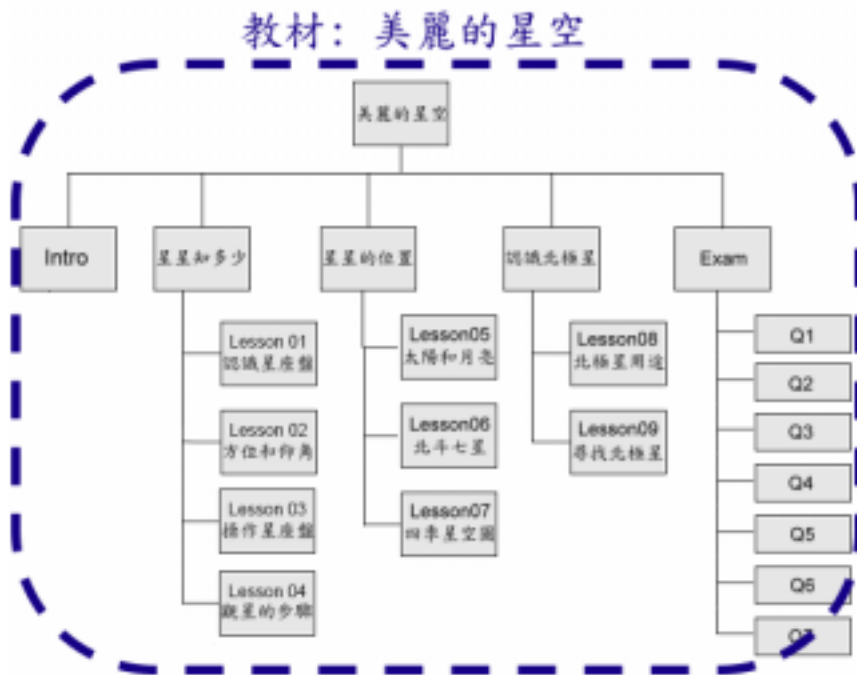 教材: 美麗的星空
美麗的星空
Intro
星星知多少
星星的位置
認識北極星
Exam
Lesson 01
認識星座盤
Lesson 02
方位和仰角
Lesson 03
操作星座盤
Lesson 04
觀星的步驟
Lesson05
太陽和月亮
Lesson06
北斗七星
Lesson07
四季星空圖
Lesson08
北極星用途
Lesson09
尋找北極星
Q1
Q2
Q3
Q4
Q5
Q6
Q7